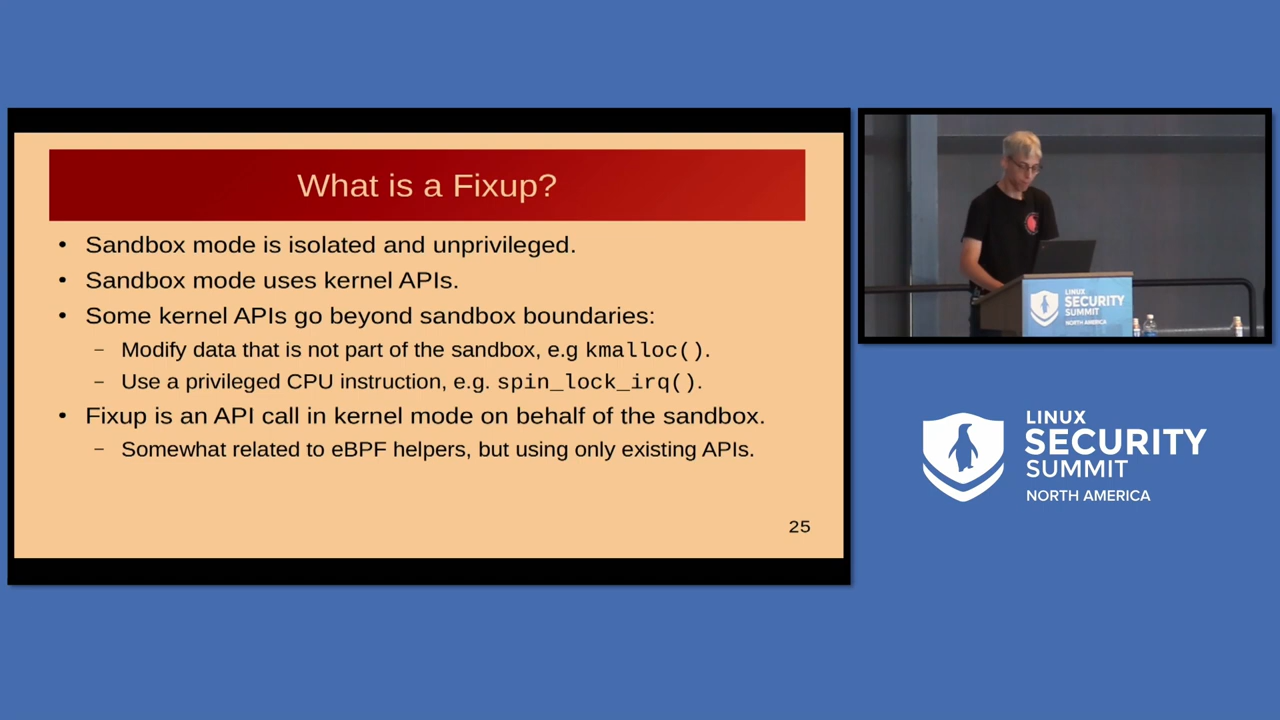 What is a Fixup?
• Sandbox mode is isolated and unprivileged.
• Sandbox mode uses kernel APIs.
• Some kernel APIs go beyond sandbox boundaries:
– Modify data that is not part of the sandbox, e.g kmalloc().
– Use a privileged CPU instruction, e.g. spin_lock_irq().
• Fixup is an API call in kernel mode on behalf of the sandbox.
– Somewhat related to eBPF helpers, but using only existing APIs.
25
LINUX
SECURITY
SUMMIT
NORTH AMERICA
LINUX
SECURITY
SUMMIT
NORTH AMERICA